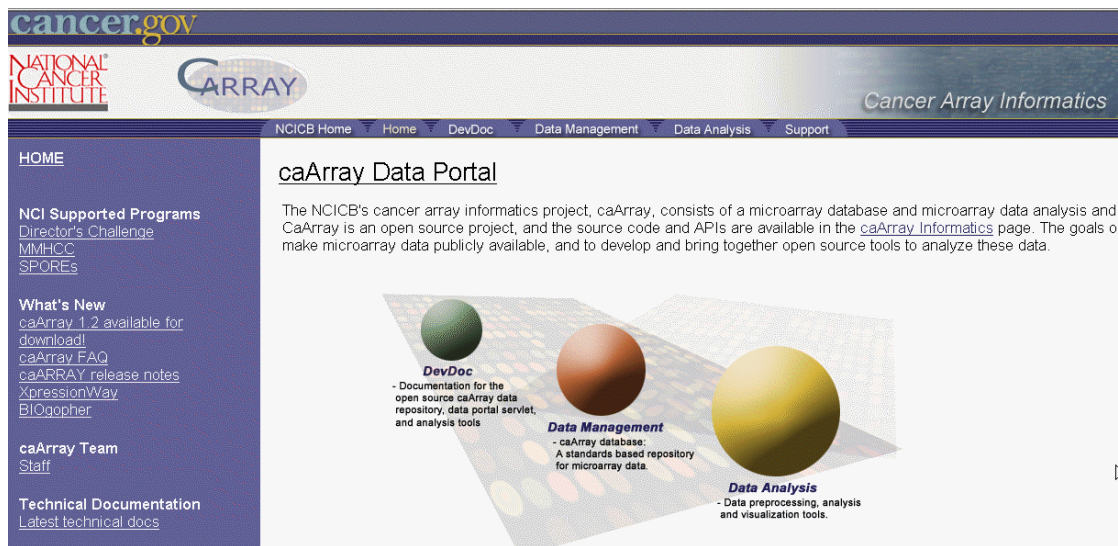 cancer.gov
NATIONAL
CANCER
INSTITUTE
CARRAY
Cancer Array Informatics
NCICB Home Home DevDoc Data Management Data Analysis Support
HOME
NCI Supported Programs
Director's Challenge
MMHCC
SPOREs
What's New
caArray 1.2 available for
download!
caArray FAQ
caARRAY release notes
XpressionWay
BIOgopher
caArray Team
Staff
Technical Documentation
Latest technical docs
caArray Data Portal
The NCICB's cancer array informatics project, caArray, consists of a microarray database and microarray data analysis and
CaArray is an open source project, and the source code and APIs are available in the caArray Informatics page. The goals o
make microarray data publicly available, and to develop and bring together open source tools to analyze these data.
DevDoc
- Documentation for the
open source caArray data
repository, data portal servlet,
and analysis tools
Data Management
- caArray database:
A standards based repository
for microarray data.
Data Analysis
- Data preprocessing, analysis
and visualization tools.